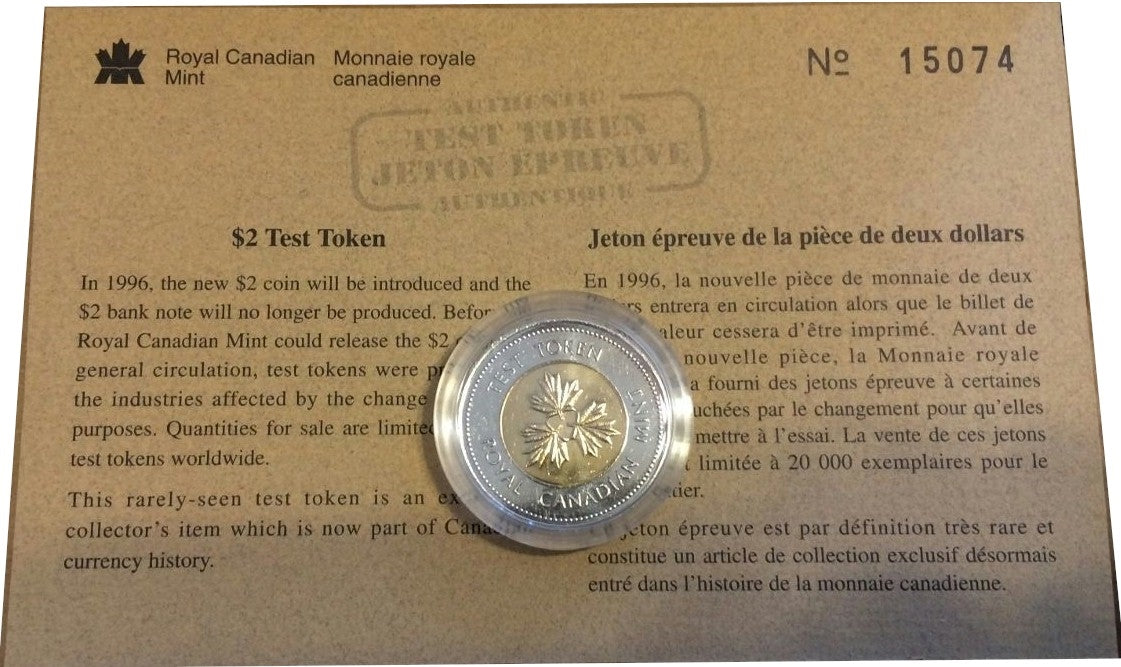 Royal Canadian Mint
Monnaie royale canadienne
Nº 15074
AUTHENTIC
TEST TOKEN
JETON ÉPREUVE
AUTHENTIQUE
$2 Test Token
In 1996, the new $2 coin will be introduced and the
$2 bank note will no longer be produced.
Royal Canadian Mint could release the $2
general circulation, test tokens were
the industries affected by the change
purposes. Quantities for sale are
test tokens worldwide.
This rarely-seen test token is an
collector's item which is now part of
currency history.
Jeton épreuve de la pièce de deux dollars
En 1996, la nouvelle pièce de monnaie de deux
entrera en circulation alors que le billet de
cessera d'être imprimé. Avant de
nouvelle pièce, la Monnaie royale
a fourni des jetons épreuve à certaines
par le changement pour qu'elles
mettre à l'essai. La vente de ces jetons
limitée à 20 000 exemplaires pour le
jeton épreuve est par définition très rare et
constitue un article de collection exclusif désormais
entré dans l'histoire de la monnaie canadienne.
TEST TOKEN
ROYAL CANADIAN MINT